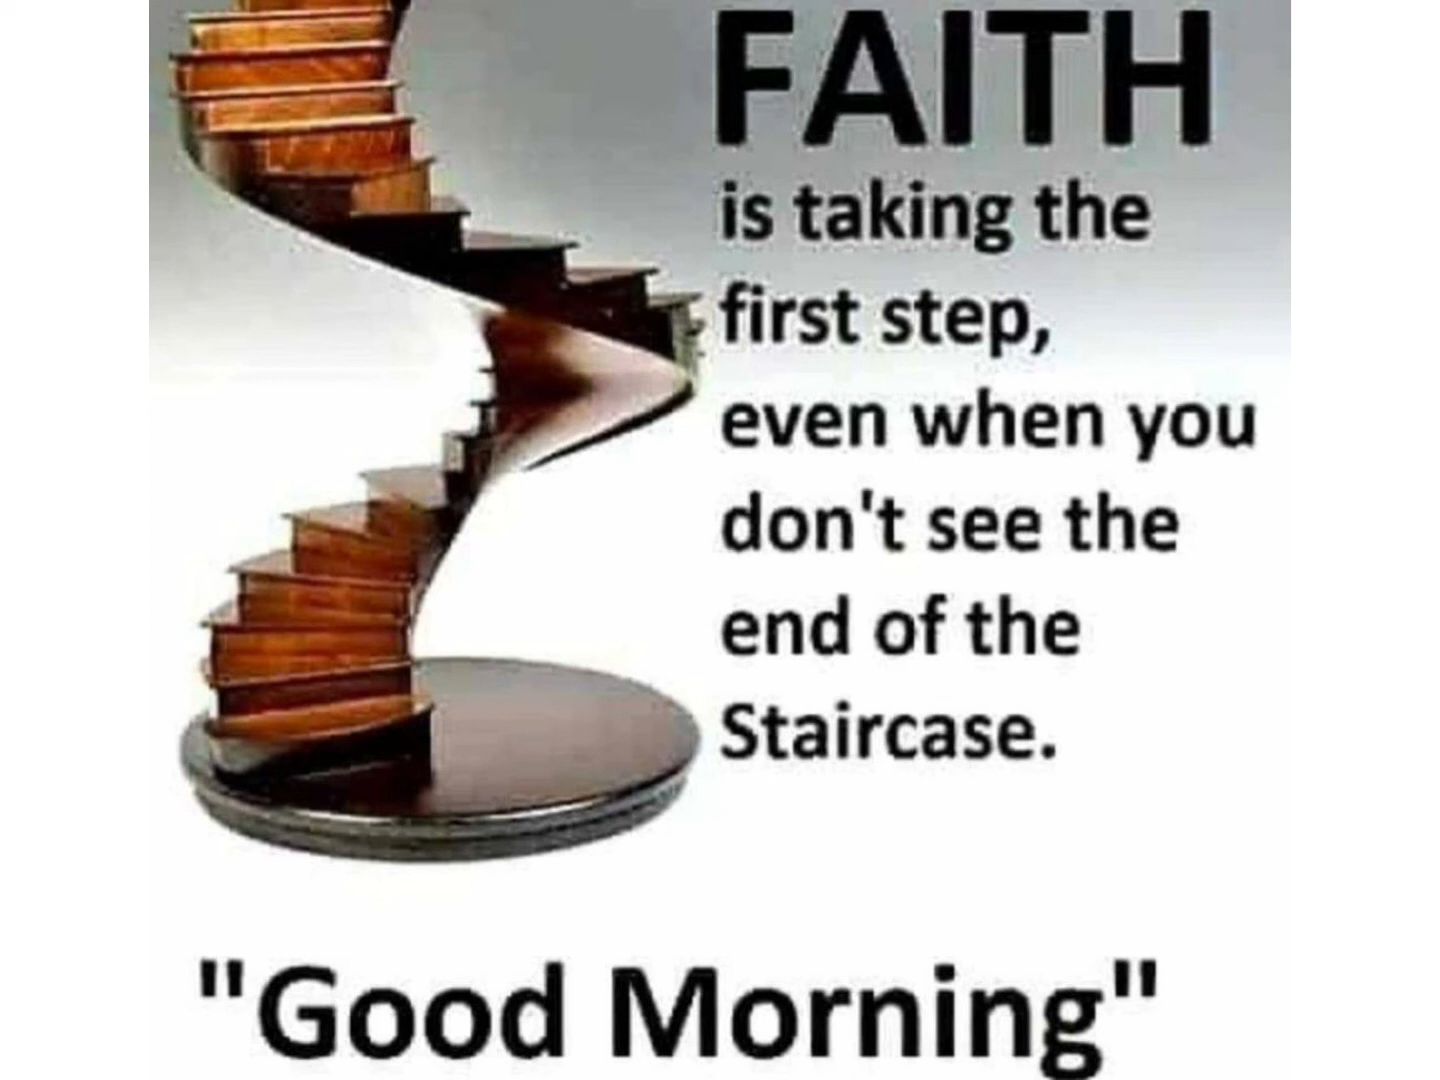 FAITH
is taking the
first step,
even when you
don't see the
end of the
Staircase.
"Good Morning"